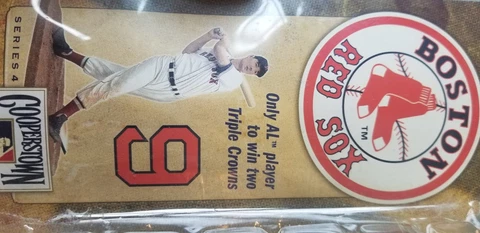 SERIES 4
COOPERSTOWN
Only AL™ player
to win two
Triple Crowns
9
BOSTON
RED SOX
TM